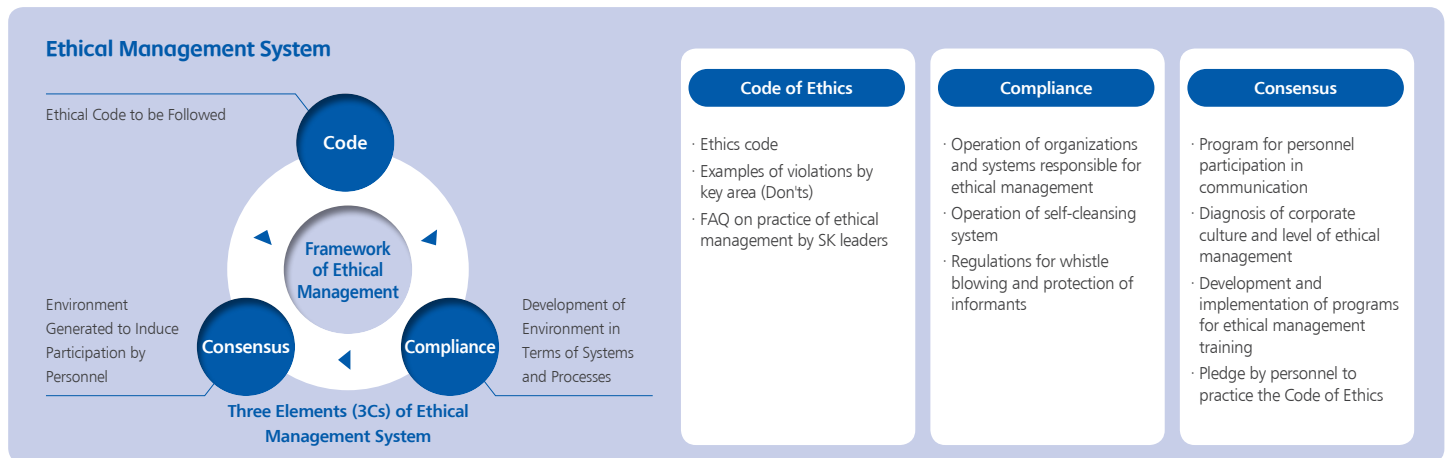 Ethical Management System
Ethical Code to be Followed
Code
Framework
of Ethical
Management
Environment
Generated to Induce
Participation by
Personnel
Consensus
Compliance
Development of
Environment in
Terms of Systems
and Processes
Three Elements (3Cs) of Ethical
Management System
Code of Ethics
· Ethics code
· Examples of violations by
key area (Don'ts)
· FAQ on practice of ethical
management by SK leaders
Compliance
· Operation of organizations
and systems responsible for
ethical management
· Operation of self-cleansing
system
· Regulations for whistle
blowing and protection of
informants
Consensus
· Program for personnel
participation in
communication
· Diagnosis of corporate
culture and level of ethical
management
· Development and
implementation of programs
for ethical management
training
· Pledge by personnel to
practice the Code of Ethics